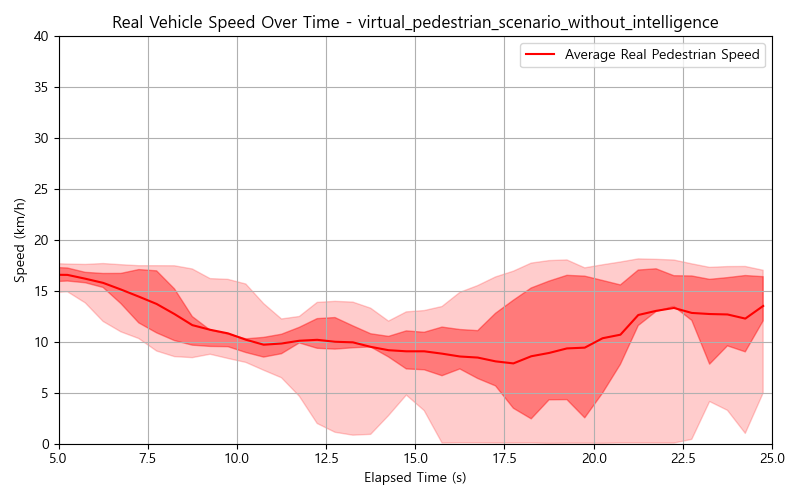 Real Vehicle Speed Over Time - virtual_pedestrian_scenario_without_intelligence
Average Real Pedestrian Speed
40
35
30
25
20
15
10
5
0
Speed (km/h)
5.0 7.5 10.0 12.5 15.0 17.5 20.0 22.5 25.0
Elapsed Time (s)